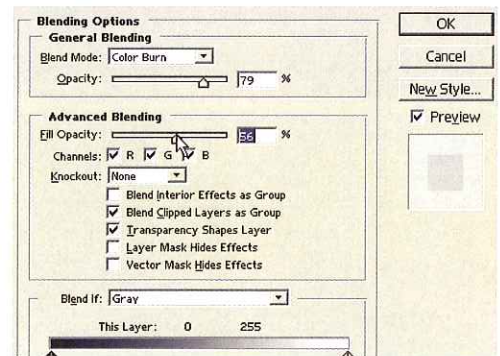 Blending Options
General Blending
Blend Mode: Color Burn
Opacity: 79 %
Advanced Blending
Fill Opacity: 56 %
Channels: R G B
Knockout: None
Blend Interior Effects as Group
Blend Clipped Layers as Group
Transparency Shapes Layer
Layer Mask Hides Effects
Vector Mask Hides Effects
Blend If: Gray
This Layer: 0 255
OK
Cancel
New Style...
Preview